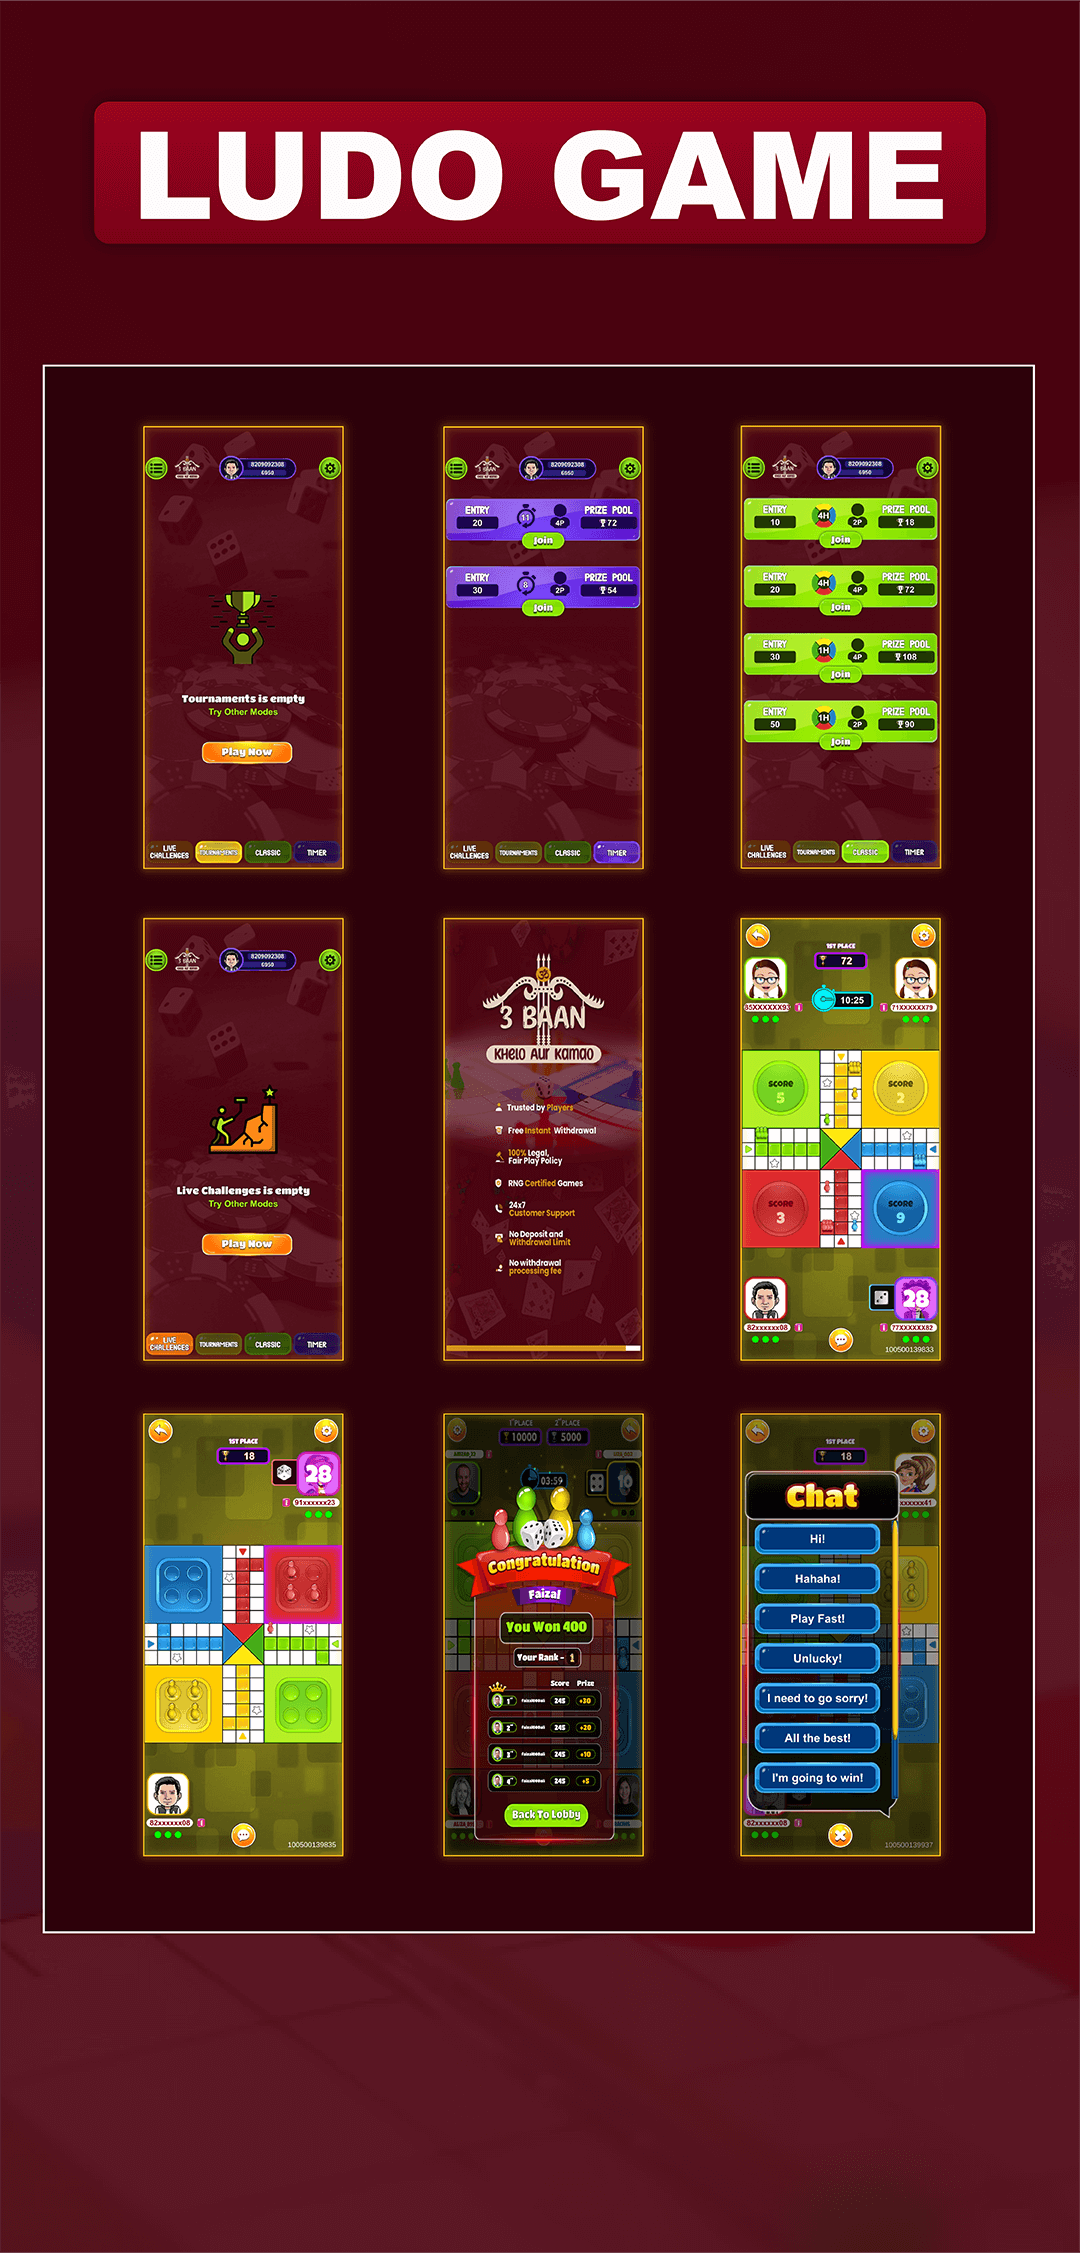 LUDO GAME
3 BAAN
8209092308
6950
Tournaments is empty
Try Other Modes
Play Now
LIVE CHALLENGES
TOURNAMENTS
CLASSIC
TIMER
3 BAAN
8209092308
6950
ENTRY
20
11
4P
PRIZE POOL
72
Join
ENTRY
30
8
2P
PRIZE POOL
54
Join
LIVE CHALLENGES
TOURNAMENTS
CLASSIC
TIMER
3 BAAN
8209092308
6950
ENTRY
10
4H
2P
PRIZE POOL
18
Join
ENTRY
20
4H
4P
PRIZE POOL
72
Join
ENTRY
30
1H
4P
PRIZE POOL
108
Join
ENTRY
50
1H
2P
PRIZE POOL
90
Join
LIVE CHALLENGES
TOURNAMENTS
CLASSIC
TIMER
3 BAAN
8209092308
6950
Live Challenges is empty
Try Other Modes
Play Now
LIVE CHALLENGES
TOURNAMENTS
CLASSIC
TIMER
3 BAAN
Khelo Aur Kamao
Trusted by Players
Free Instant Withdrawal
100% Legal,
Fair Play Policy
RNG Certified Games
24x7
Customer Support
No Deposit and
Withdrawal Limit
No withdrawal
processing fee
1ST PLACE
72
10:25
85XXXXXX93
71XXXXXX79
SCORE
5
SCORE
2
SCORE
3
SCORE
9
28
82xxxxxx08
77XXXXXX82
100500139833
1ST PLACE
18
28
91xxxxxx23
82xxxxxx08
100500139835
1st PLACE
10000
2nd PLACE
5000
03:59
Congratulation
Faizal
You Won 400
Your Rank - 1
Score Prize
1st
245
+30
2nd
245
+20
3rd
245
+10
4th
245
+5
Back To Lobby
1ST PLACE
18
Chat
Hi!
Hahaha!
Play Fast!
Unlucky!
I need to go sorry!
All the best!
I'm going to win!
82xxxxxx08
100500139937